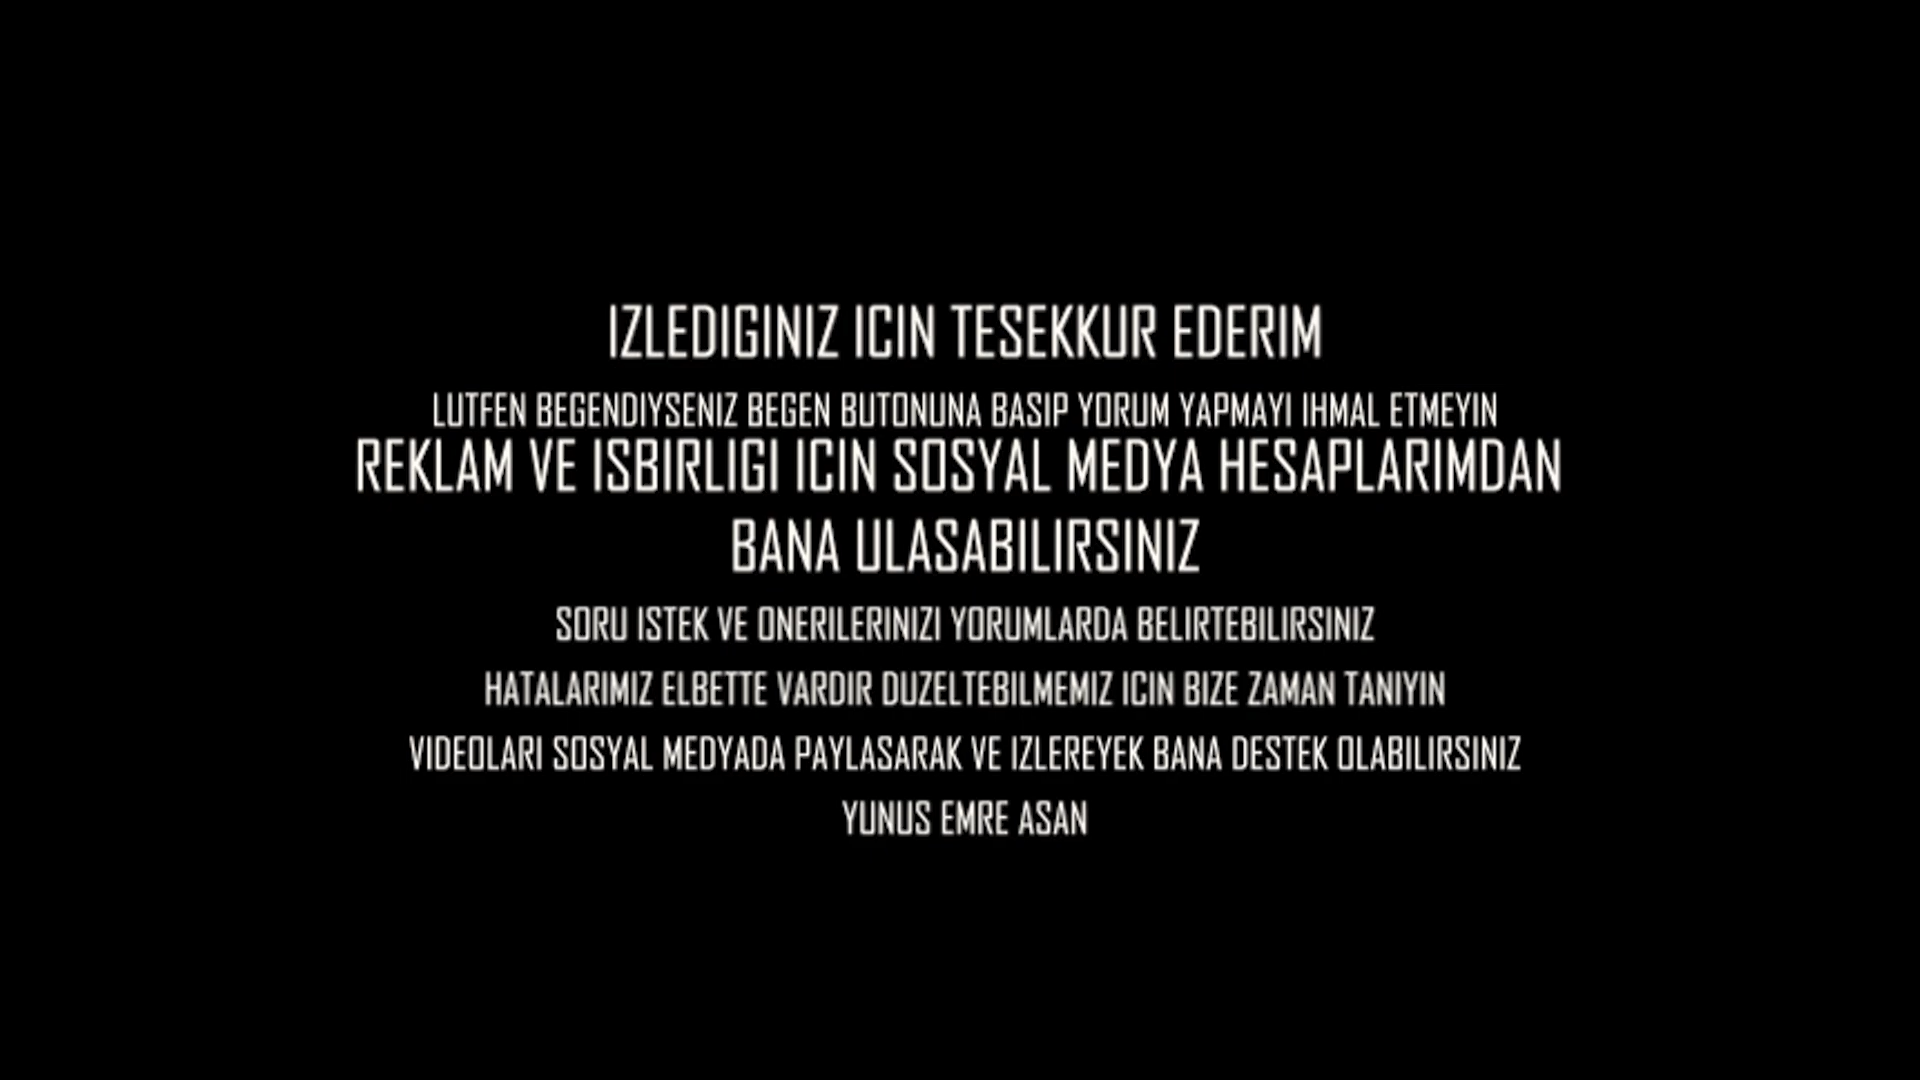 IZLEDIGINIZ ICIN TESEKKUR EDERIM
LUTFEN BEGENDIYSENIZ BEGEN BUTONUNA BASIP YORUM YAPMAYI IHMAL ETMEYIN
REKLAM VE ISBIRLIGI ICIN SOSYAL MEDYA HESAPLARIMDAN
BANA ULASABILIRSINIZ
SORU ISTEK VE ONERILERINIZI YORUMLARDA BELIRTEBILIRSINIZ
HATALARIMIZ ELBETTE VARDIR DUZELTEBILMEMIZ ICIN BIZE ZAMAN TANIYIN
VIDEOLARI SOSYAL MEDYADA PAYLASARAK VE IZLEREYEK BANA DESTEK OLABILIRSINIZ
YUNUS EMRE ASAN